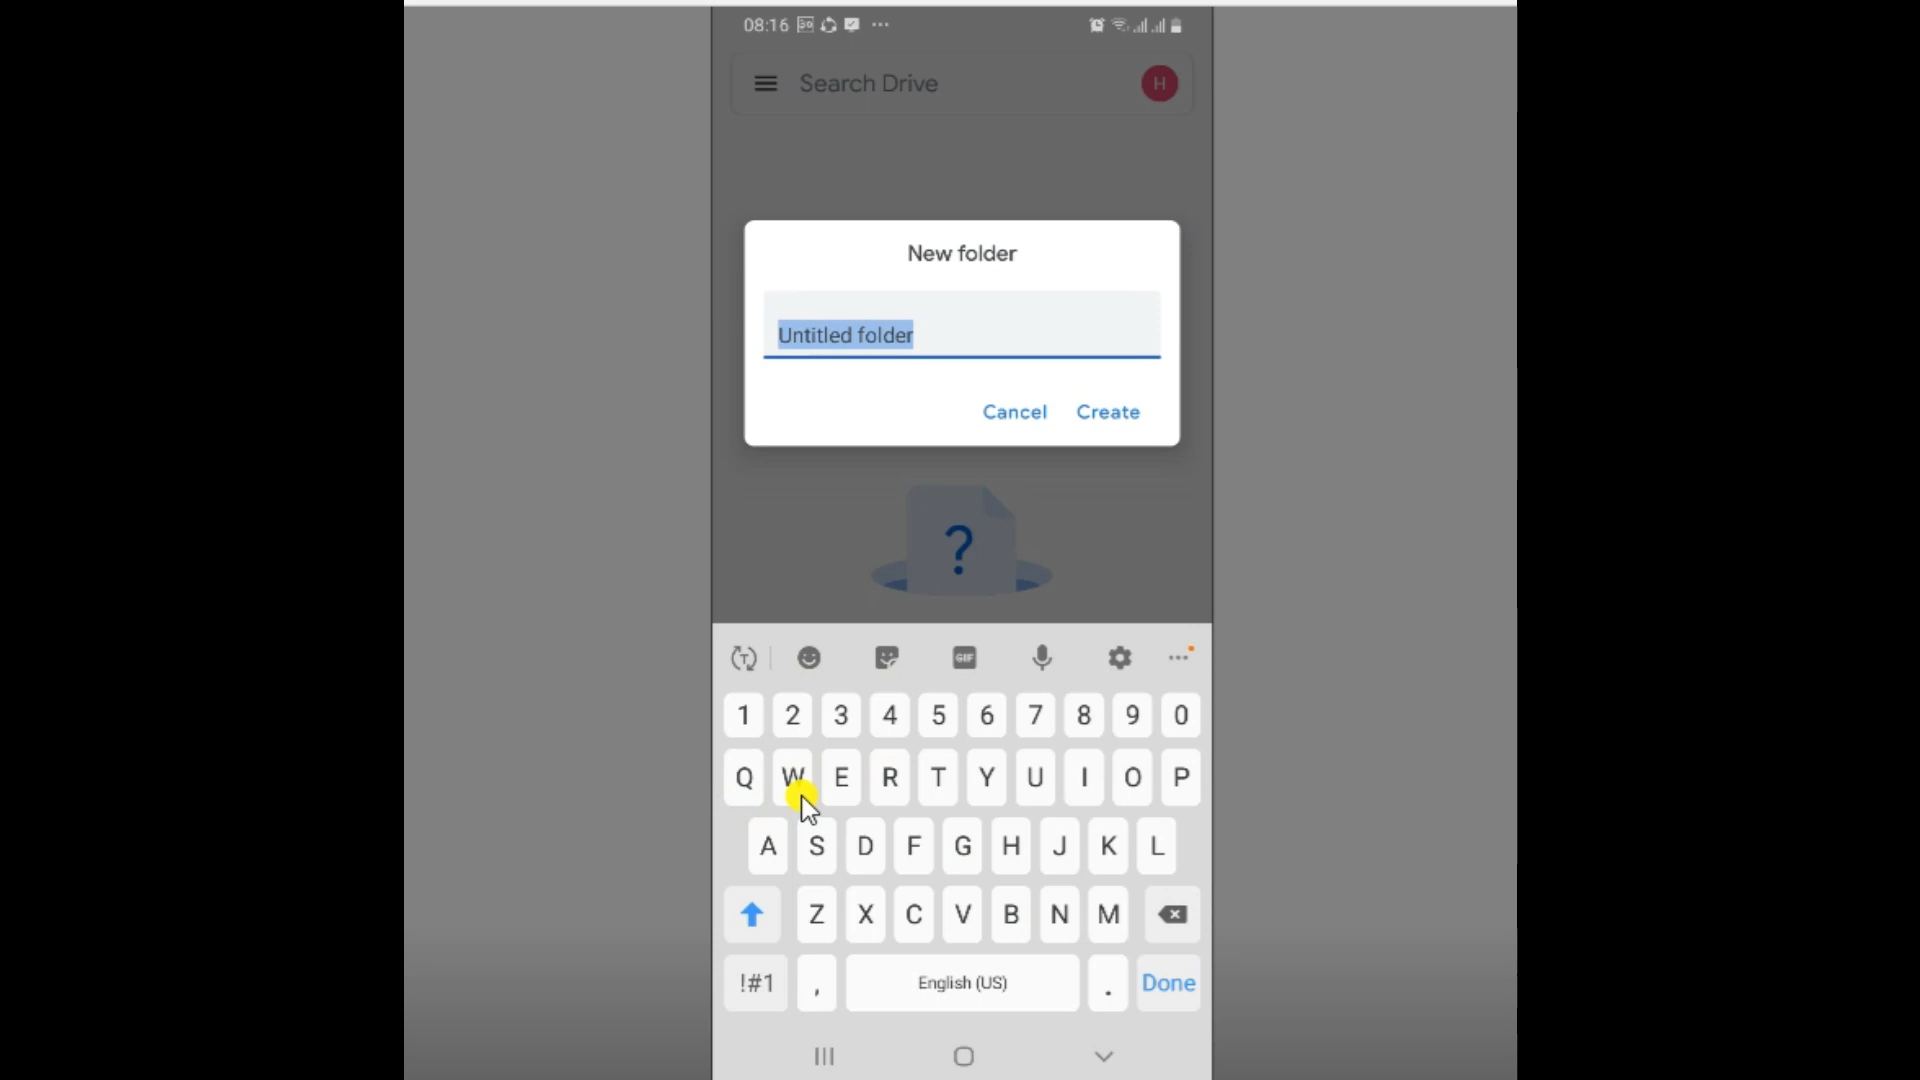 08:16
Search Drive
H
New folder
Untitled folder
Cancel Create
?
GIF
1 2 3 4 5 6 7 8 9 0
Q W E R T Y U I O P
A S D F G H J K L
Z X C V B N M
!#1 , English (US) . Done